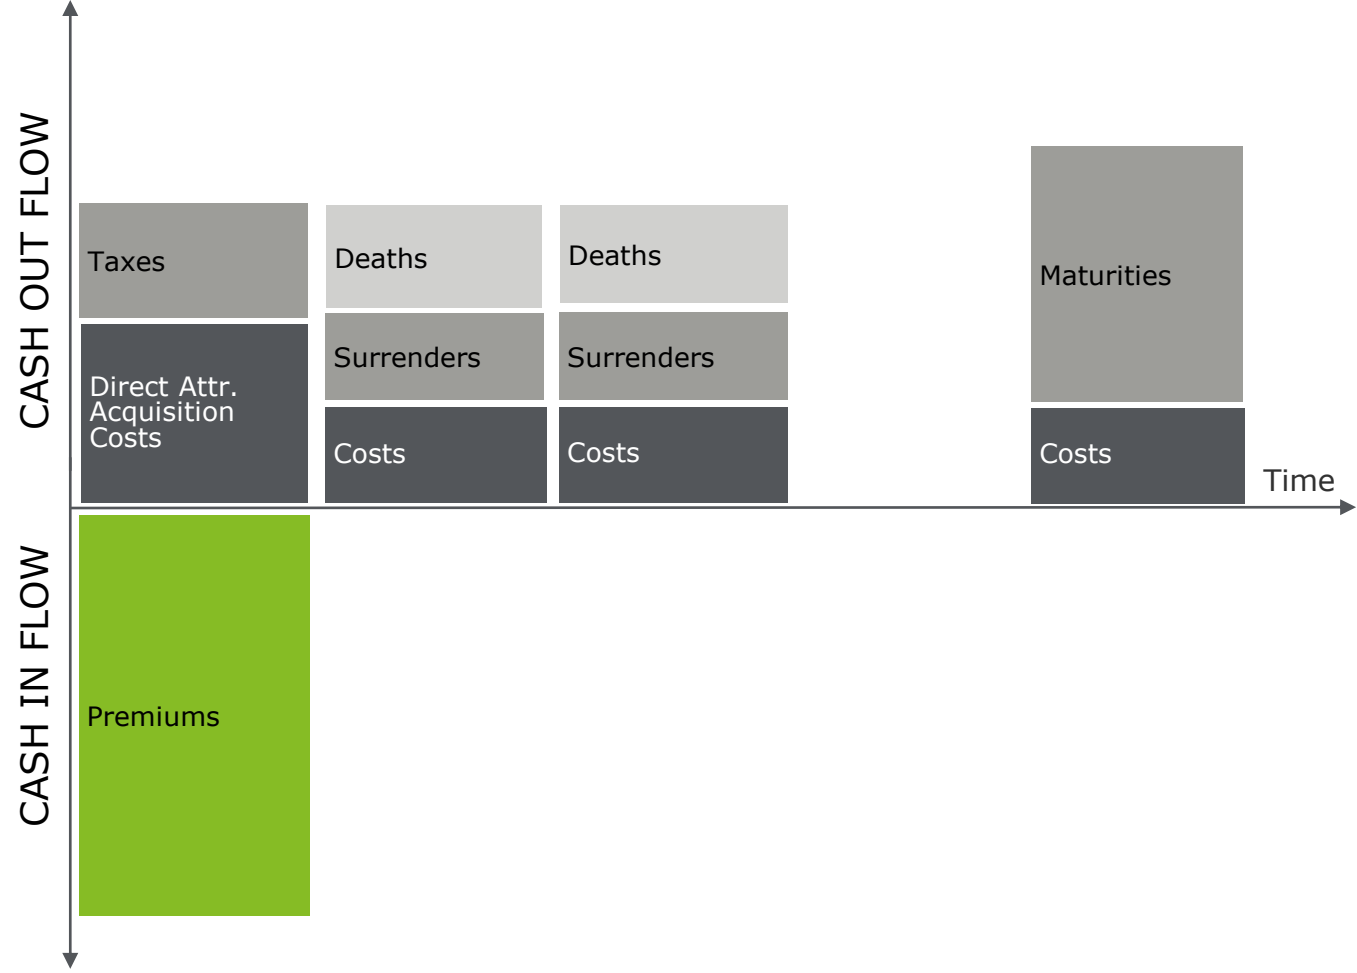 CASH OUT FLOW
Taxes
Direct Attr.
Acquisition
Costs
Deaths
Surrenders
Costs
Deaths
Surrenders
Costs
Maturities
Costs
Time
CASH IN FLOW
Premiums